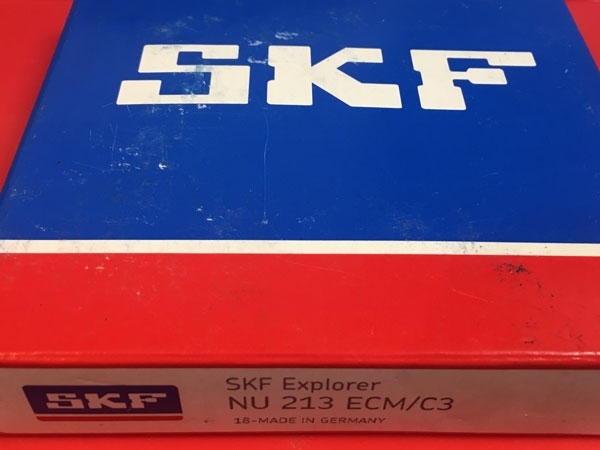 SKF
SKF
SKF Explorer
NU 213 ECM/C3
18-MADE IN GERMANY